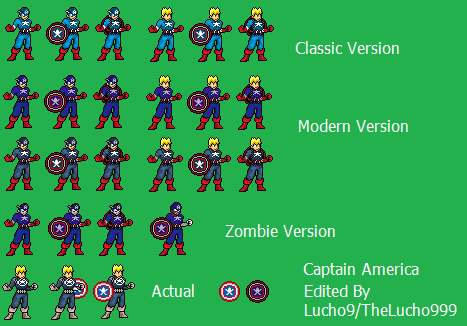 Classic Version
Modern Version
Zombie Version
Actual
Captain America
Edited By
Lucho9/TheLucho999